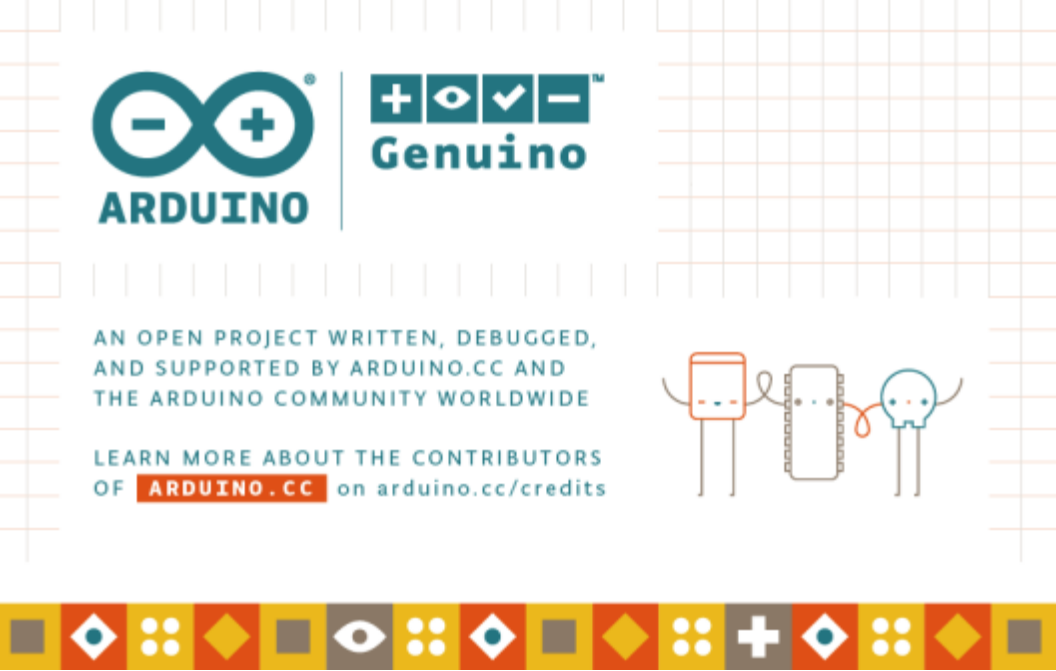 ARDUINO
Genuino
AN OPEN PROJECT WRITTEN, DEBUGGED,
AND SUPPORTED BY ARDUINO.CC AND
THE ARDUINO COMMUNITY WORLDWIDE
LEARN MORE ABOUT THE CONTRIBUTORS
OF ARDUINO.CC on arduino.cc/credits